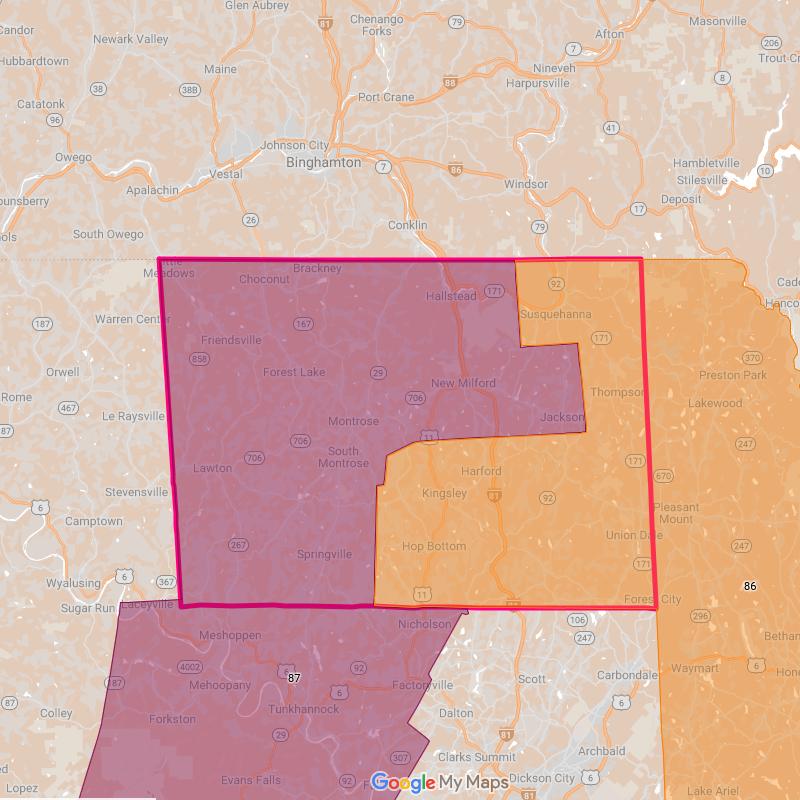 Glen Aubrey
Candor
Newark Valley
81
Chenango
Forks
79
Masonville
Afton
7
206
Hubbardtown
Maine
Nineveh
Trout Cr
8
38
38B
88
Harpursville
Catatonk
Port Crane
96
41
Johnson City
Owego
Binghamton
7
86
Hambletville
Stilesville
10
Vestal
Apalachin
Windsor
Deposit
ounsberry
17
26
Conklin
79
ols
South Owego
Little
Meadows
Brackney
Choconut
92
Cad
171
Hallstead
Hanco
187
Warren Center
167
Susquehanna
Friendsville
171
858
370
Orwell
Forest Lake
29
Preston Park
New Milford
Rome
Thompson
706
Lakewood
467
Le Raysville
Jackson
Montrose
87
706
11
247
South
Montrose
706
Lawton
171
Harford
670
Stevensville
Kingsley
81
92
6
Pleasant
Mount
Camptown
Union Dale
267
Hop Bottom
247
Springville
171
Wyalusing
6
367
86
11
Sugar Run
Laceyville
81
Forest City
296
106
Nicholson
247
Meshoppen
Bethan
4002
6
92
Waymart
6
Hon
187
87
Scott
Carbondale
Mehoopany
6
Factoryville
6
87
Tunkhannock
Colley
Forkston
Dalton
29
81
Archbald
307
Clarks Summit
Evans Falls
92
Dickson City
6
Lopez
81
Lake Ariel
Google My Maps